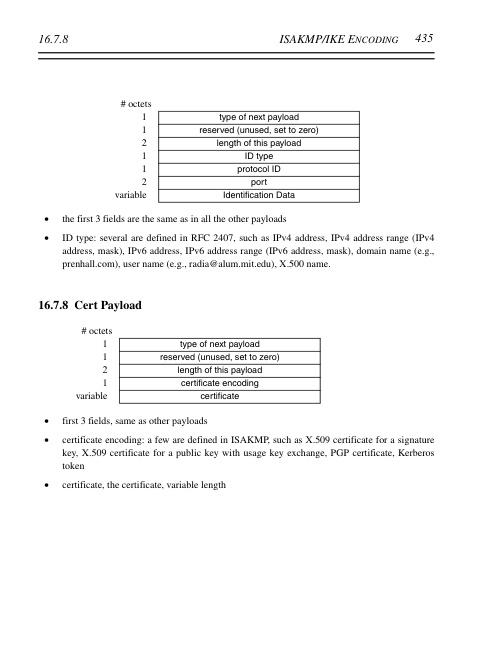 16.7.8 ISAKMP/IKE ENCODING 435
# octets
1 type of next payload
1 reserved (unused, set to zero)
2 length of this payload
1 ID type
1 protocol ID
2 port
variable Identification Data
• the first 3 fields are the same as in all the other payloads
• ID type: several are defined in RFC 2407, such as IPv4 address, IPv4 address range (IPv4
address, mask), IPv6 address, IPv6 address range (IPv6 address, mask), domain name (e.g.,
prenhall.com), user name (e.g., radia@alum.mit.edu), X.500 name.
16.7.8 Cert Payload
# octets
1 type of next payload
1 reserved (unused, set to zero)
2 length of this payload
1 certificate encoding
variable certificate
• first 3 fields, same as other payloads
• certificate encoding: a few are defined in ISAKMP, such as X.509 certificate for a signature
key, X.509 certificate for a public key with usage key exchange, PGP certificate, Kerberos
token
• certificate, the certificate, variable length